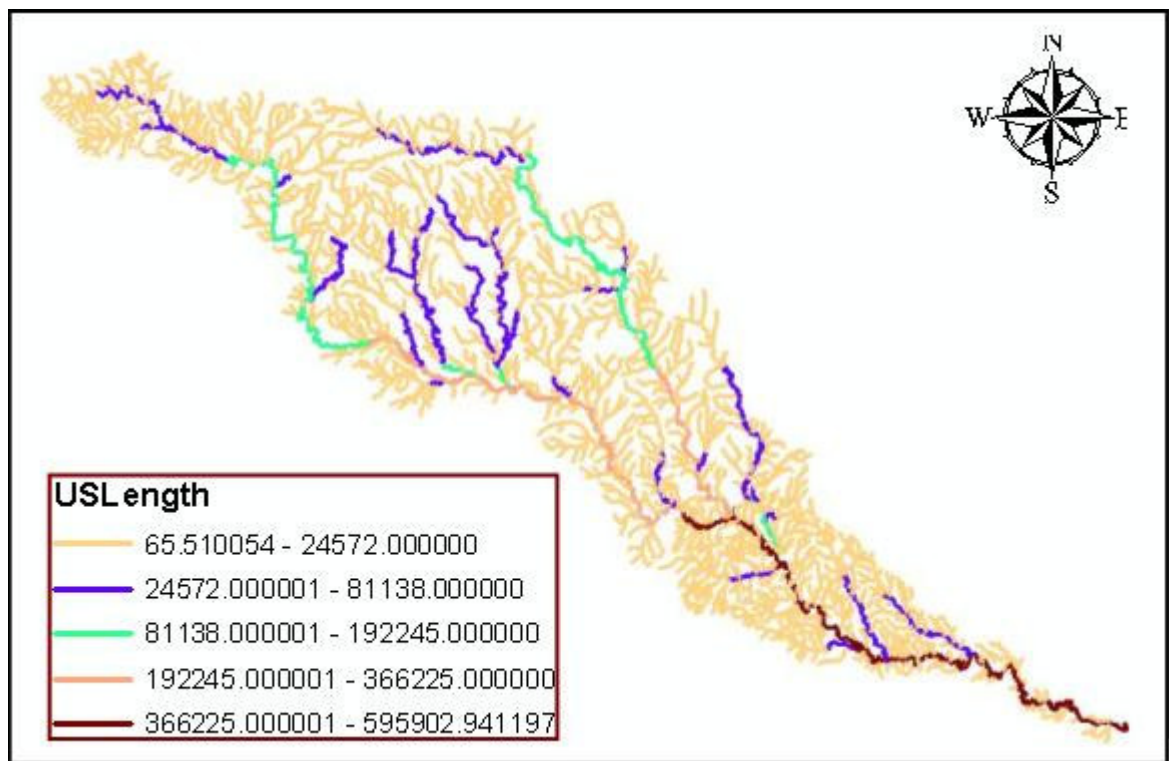 N
W E
S
USLength
65.510054 - 24572.000000
24572.000001 - 81138.000000
81138.000001 - 192245.000000
192245.000001 - 366225.000000
366225.000001 - 595902.941197